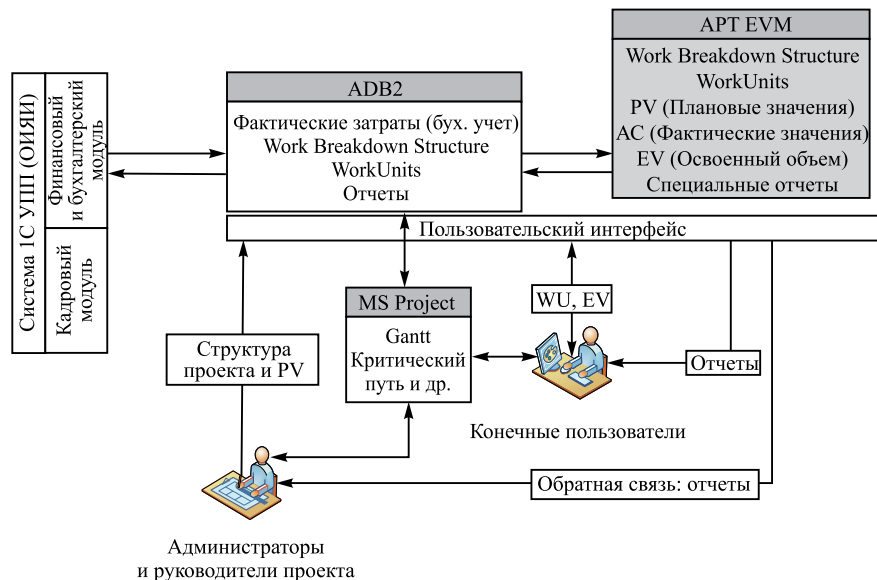 Система 1С УПП (ОИЯИ)
Финансовый
и бухгалтерский
модуль
Кадровый
модуль
ADB2
Фактические затраты (бух. учет)
Work Breakdown Structure
WorkUnits
Отчеты
APT EVM
Work Breakdown Structure
WorkUnits
PV (Плановые значения)
AC (Фактические значения)
EV (Освоенный объем)
Специальные отчеты
Пользовательский интерфейс
MS Project
Gantt
Критический
путь и др.
WU, EV
Структура
проекта и PV
Отчеты
Конечные пользователи
Обратная связь: отчеты
Администраторы
и руководители проекта